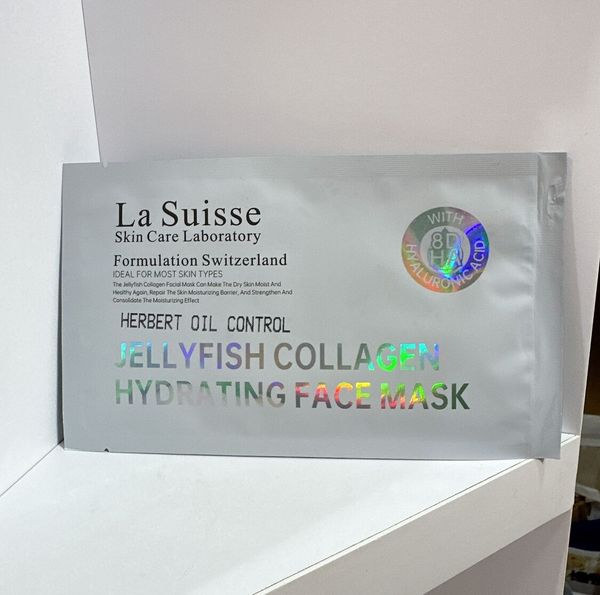 La Suisse
Skin Care Laboratory
Formulation Switzerland
IDEAL FOR MOST SKIN TYPES
The Jellyfish Collagen Facial Mask Can Make The Dry Skin Moist And
Healthy Again, Repair The Skin Moisturizing Barrier, And Strengthen And
Consolidate The Moisturizing Effect
HERBERT OIL CONTROL
JELLYFISH COLLAGEN
HYDRATING FACE MASK
WITH
8D
HA
HYALURONIC ACID